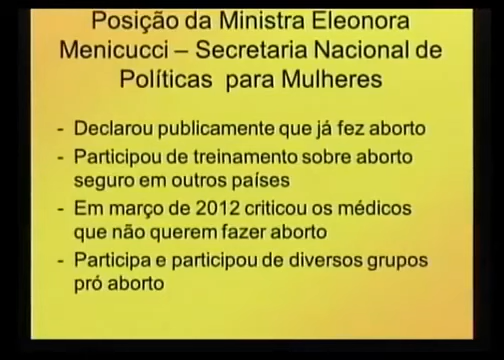 Posição da Ministra Eleonora
Menicucci – Secretaria Nacional de
Políticas para Mulheres
- Declarou publicamente que já fez aborto
- Participou de treinamento sobre aborto
seguro em outros países
- Em março de 2012 criticou os médicos
que não querem fazer aborto
- Participa e participou de diversos grupos
pró aborto